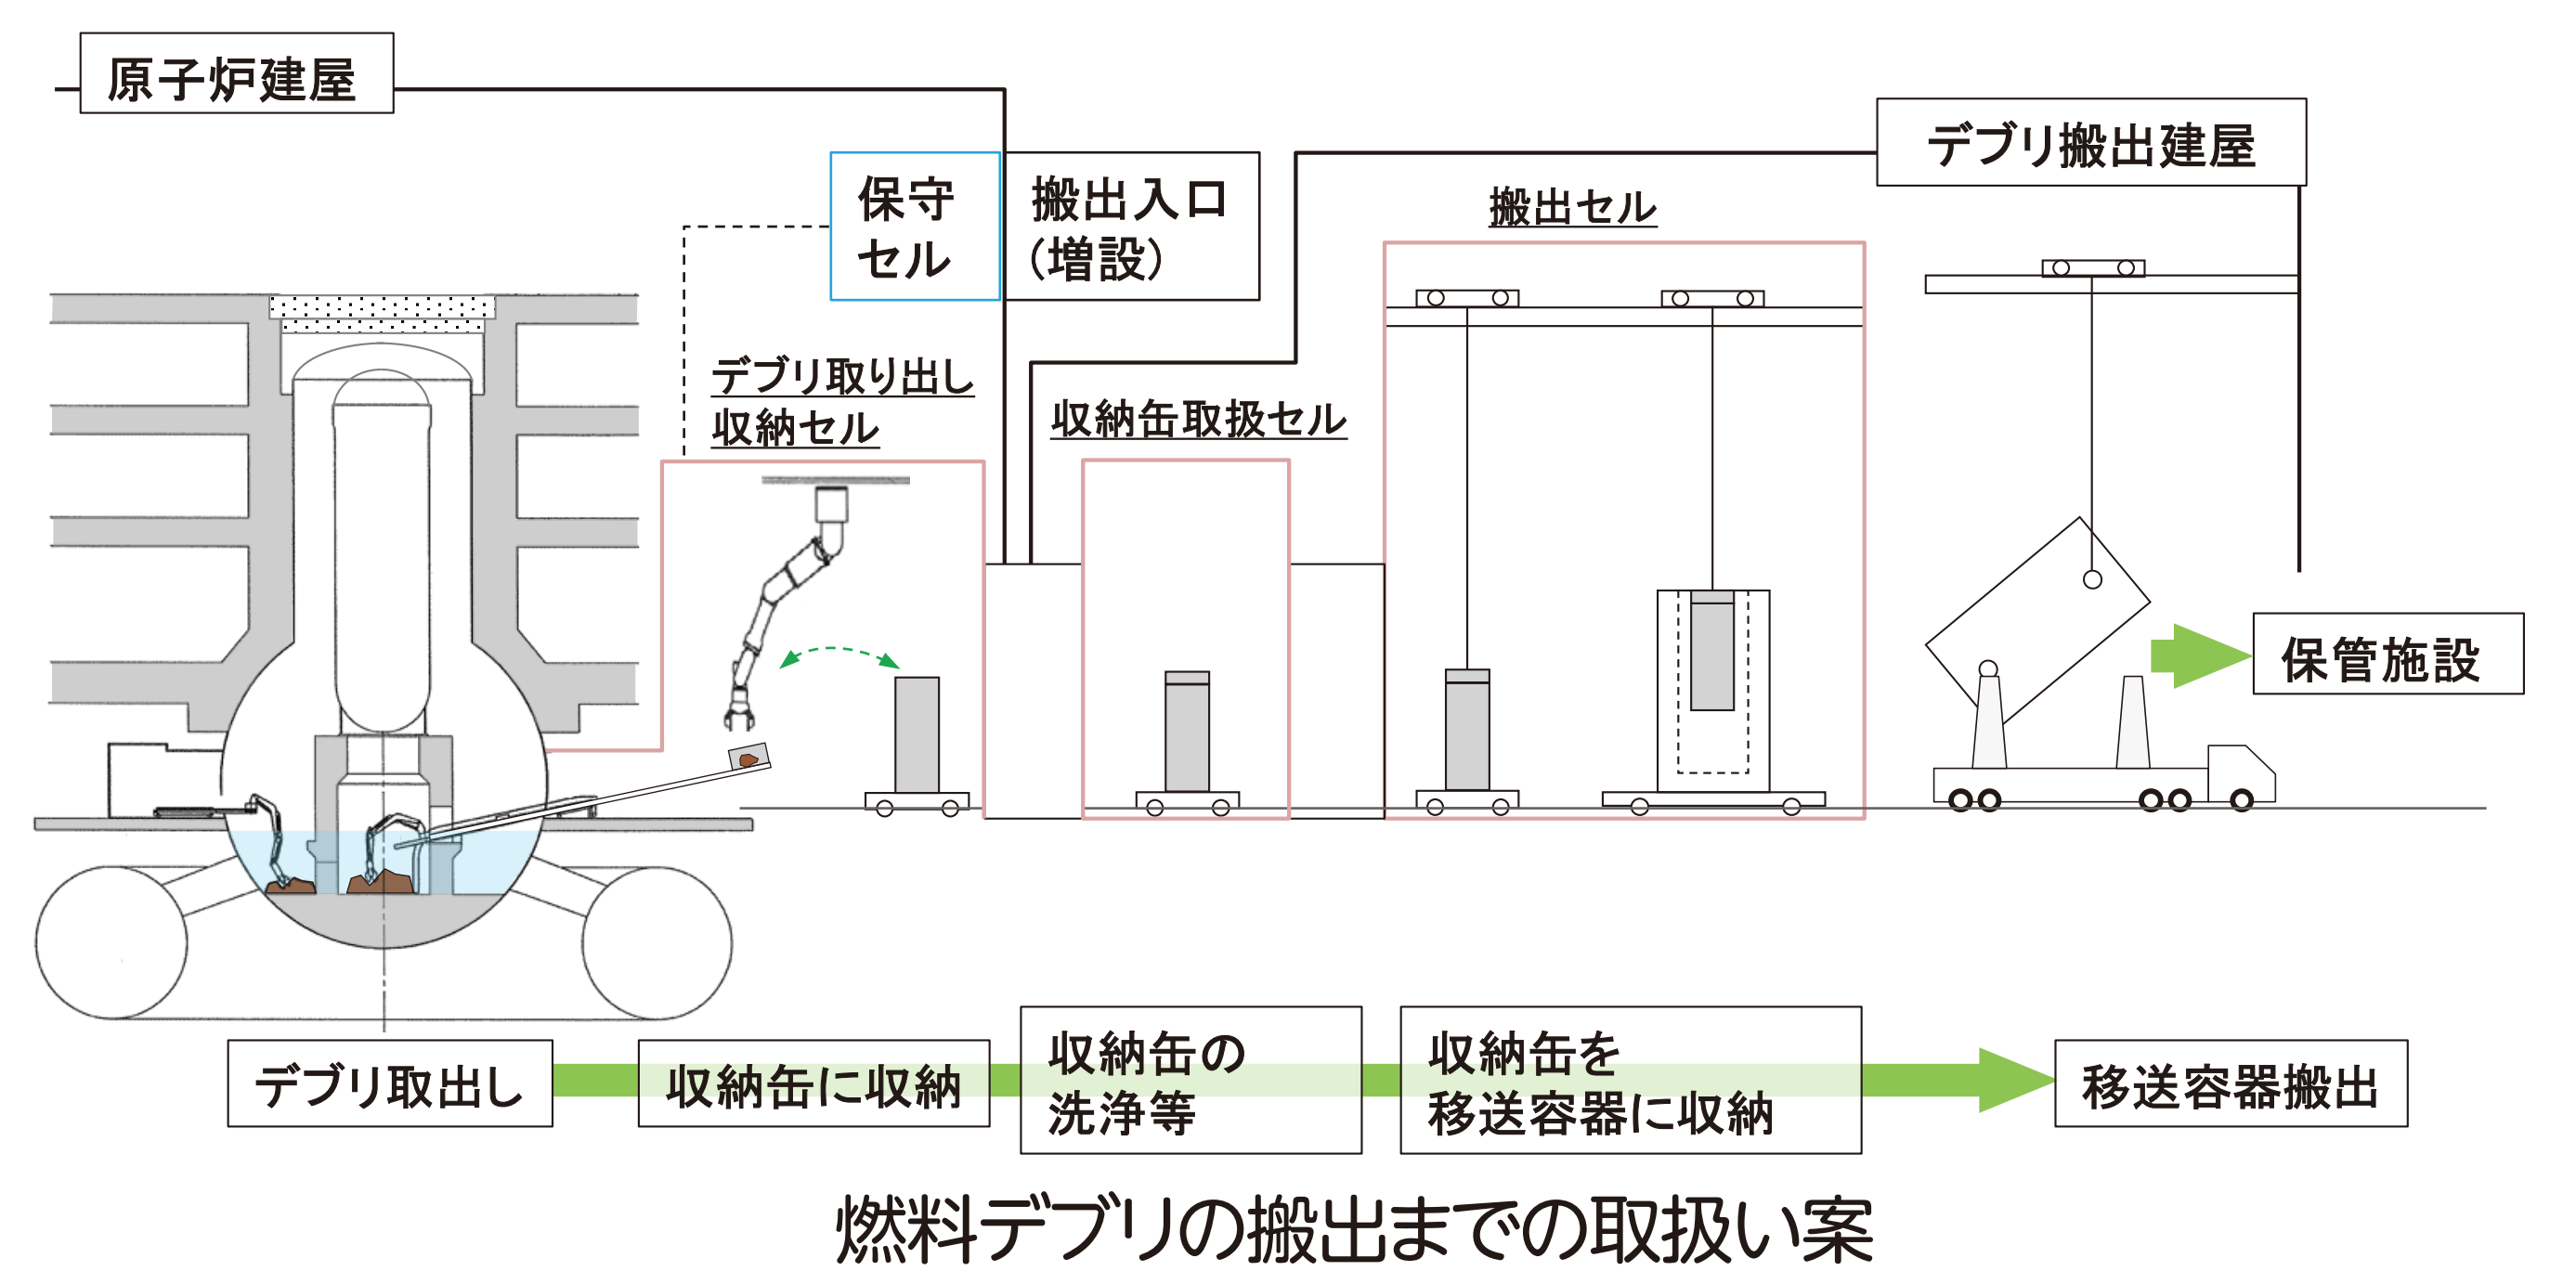 原子炉建屋
デブリ搬出建屋
保守
セル
搬出入口
(増設)
搬出セル
デブリ取り出し
収納セル
収納缶取扱セル
保管施設
デブリ取出し
収納缶に収納
収納缶の
洗浄等
収納缶を
移送容器に収納
移送容器搬出
燃料デブリの搬出までの取扱い案